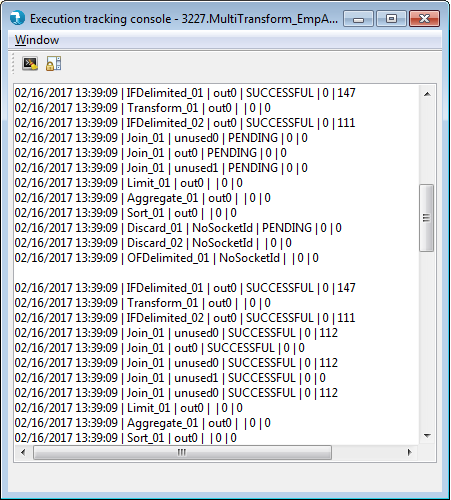 Execution tracking console - 3227.MultiTransform_EmpA...
Window
02/16/2017 13:39:09 | IFDelimited_01 | out0 | SUCCESSFUL | 0 | 147
02/16/2017 13:39:09 | Transform_01 | out0 | | 0 | 0
02/16/2017 13:39:09 | IFDelimited_02 | out0 | SUCCESSFUL | 0 | 111
02/16/2017 13:39:09 | Join_01 | unused0 | PENDING | 0 | 0
02/16/2017 13:39:09 | Join_01 | out0 | PENDING | 0 | 0
02/16/2017 13:39:09 | Join_01 | unused1 | PENDING | 0 | 0
02/16/2017 13:39:09 | Limit_01 | out0 | | 0 | 0
02/16/2017 13:39:09 | Aggregate_01 | out0 | | 0 | 0
02/16/2017 13:39:09 | Sort_01 | out0 | | 0 | 0
02/16/2017 13:39:09 | Discard_01 | NoSocketId | PENDING | 0 | 0
02/16/2017 13:39:09 | Discard_02 | NoSocketId | | 0 | 0
02/16/2017 13:39:09 | OFDelimited_01 | NoSocketId | | 0 | 0
02/16/2017 13:39:09 | IFDelimited_01 | out0 | SUCCESSFUL | 0 | 147
02/16/2017 13:39:09 | Transform_01 | out0 | | 0 | 0
02/16/2017 13:39:09 | IFDelimited_02 | out0 | SUCCESSFUL | 0 | 111
02/16/2017 13:39:09 | Join_01 | unused0 | SUCCESSFUL | 0 | 112
02/16/2017 13:39:09 | Join_01 | out0 | SUCCESSFUL | 0 | 0
02/16/2017 13:39:09 | Join_01 | unused0 | SUCCESSFUL | 0 | 112
02/16/2017 13:39:09 | Join_01 | unused1 | SUCCESSFUL | 0 | 0
02/16/2017 13:39:09 | Join_01 | unused0 | SUCCESSFUL | 0 | 112
02/16/2017 13:39:09 | Limit_01 | out0 | | 0 | 0
02/16/2017 13:39:09 | Aggregate_01 | out0 | | 0 | 0
02/16/2017 13:39:09 | Sort_01 | out0 | | 0 | 0